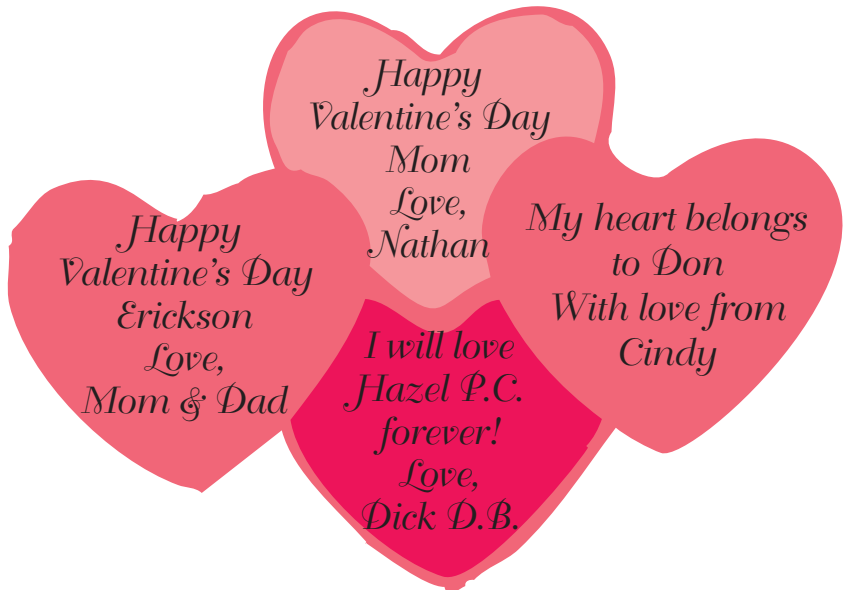 Happy
Valentine's Day
Mom
Love,
Nathan
Happy
Valentine's Day
Erickson
Love,
Mom & Dad
My heart belongs
to Don
With love from
Cindy
I will love
Hazel P.C.
forever!
Love,
Dick D.B.